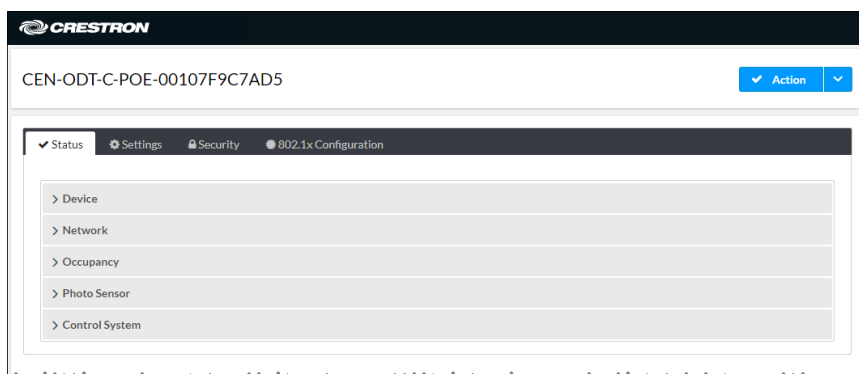 CRESTRON
CEN-ODT-C-POE-00107F9C7AD5
Action
Status Settings Security 802.1x Configuration
Device
Network
Occupancy
Photo Sensor
Control System